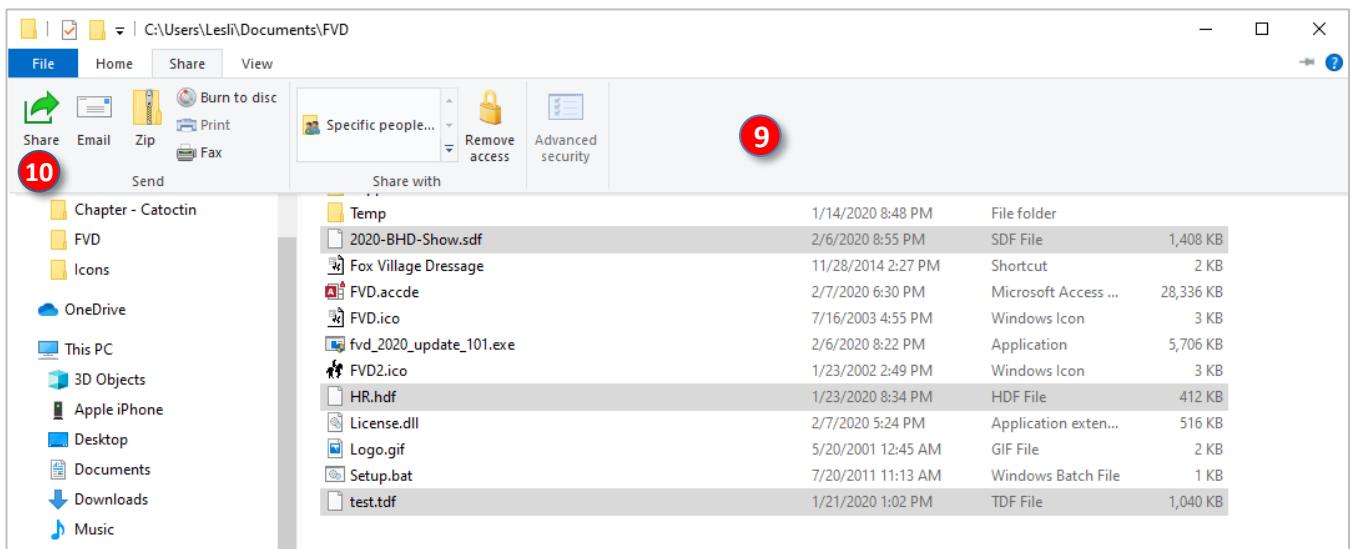 C:\Users\Lesli\Documents\FVD
File Home Share View
Share Email Zip Burn to disc
Print
Fax
Send
Specific people... Remove access
Share with
Advanced security
9
10
Chapter - Catoctin
FVD
Icons
OneDrive
This PC
3D Objects
Apple iPhone
Desktop
Documents
Downloads
Music
Temp 1/14/2020 8:48 PM File folder
2020-BHD-Show.sdf 2/6/2020 8:55 PM SDF File 1,408 KB
Fox Village Dressage 11/28/2014 2:27 PM Shortcut 2 KB
FVD.accde 2/7/2020 6:30 PM Microsoft Access ... 28,336 KB
FVD.ico 7/16/2003 4:55 PM Windows Icon 3 KB
fvd_2020_update_101.exe 2/6/2020 8:22 PM Application 5,706 KB
FVD2.ico 1/23/2002 2:49 PM Windows Icon 3 KB
HR.hdf 1/23/2020 8:34 PM HDF File 412 KB
License.dll 2/7/2020 5:24 PM Application exten... 516 KB
Logo.gif 5/20/2001 12:45 AM GIF File 2 KB
Setup.bat 7/20/2011 11:13 AM Windows Batch File 1 KB
test.tdf 1/21/2020 1:02 PM TDF File 1,040 KB